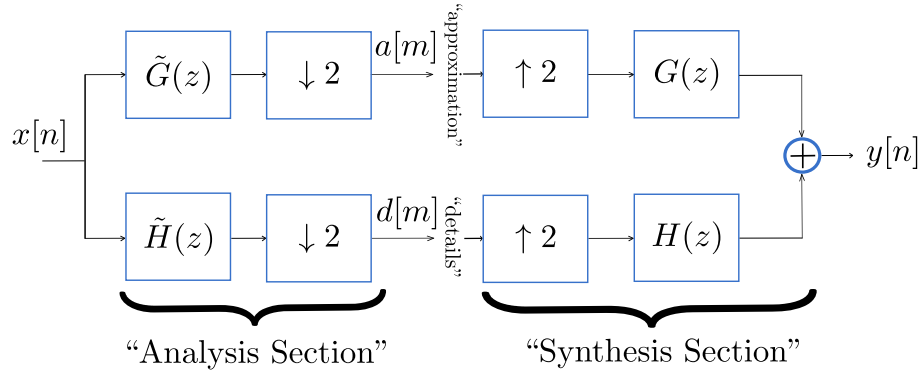 x[n]
G̃(z)
↓ 2
a[m]
“approximation”
↑ 2
G(z)
H̃(z)
↓ 2
d[m]
“details”
↑ 2
H(z)
+
y[n]
“Analysis Section”
“Synthesis Section”